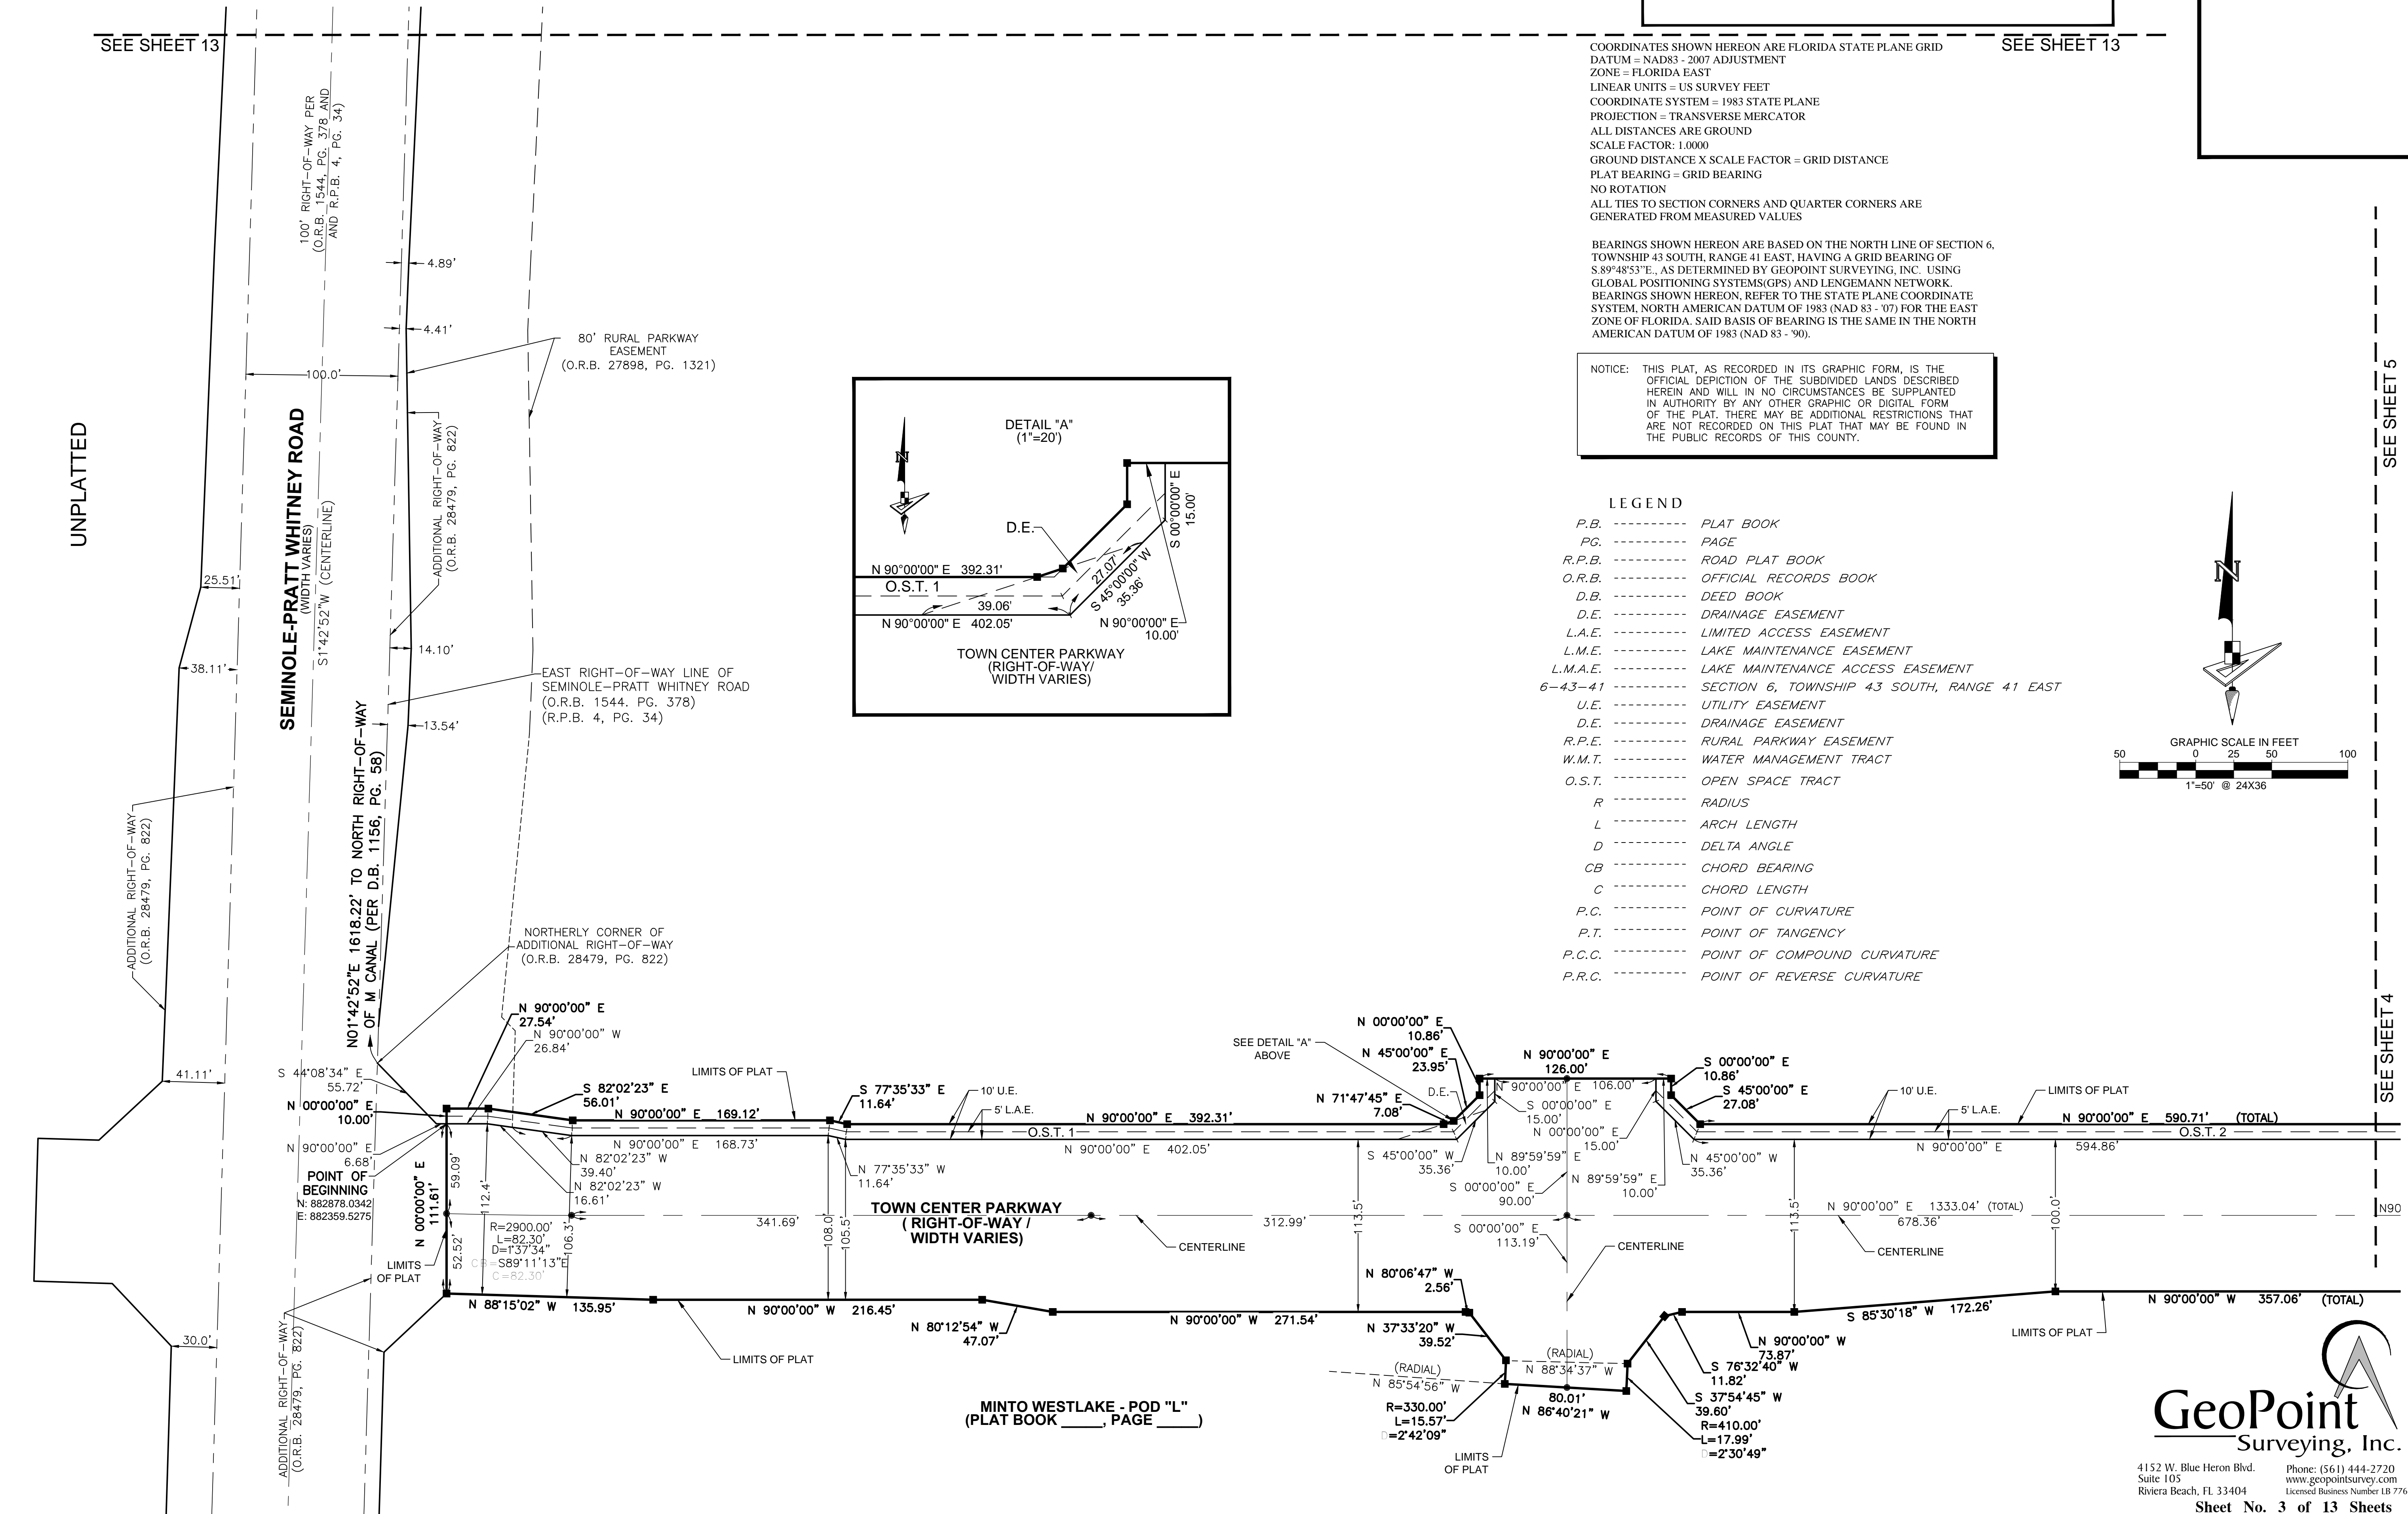 SEE SHEET 13
SEE SHEET 13
COORDINATES SHOWN HEREON ARE FLORIDA STATE PLANE GRID
DATUM = NAD83 - 2007 ADJUSTMENT
ZONE = FLORIDA EAST
LINEAR UNITS = US SURVEY FEET
COORDINATE SYSTEM = 1983 STATE PLANE
PROJECTION = TRANSVERSE MERCATOR
ALL DISTANCES ARE GROUND
SCALE FACTOR: 1.0000
GROUND DISTANCE X SCALE FACTOR = GRID DISTANCE
PLAT BEARING = GRID BEARING
NO ROTATION
ALL TIES TO SECTION CORNERS AND QUARTER CORNERS ARE
GENERATED FROM MEASURED VALUES
BEARINGS SHOWN HEREON ARE BASED ON THE NORTH LINE OF SECTION 6,
TOWNSHIP 43 SOUTH, RANGE 41 EAST, HAVING A GRID BEARING OF
S.89°48'53"E., AS DETERMINED BY GEOPOINT SURVEYING, INC. USING
GLOBAL POSITIONING SYSTEMS(GPS) AND LENGEMANN NETWORK.
BEARINGS SHOWN HEREON, REFER TO THE STATE PLANE COORDINATE
SYSTEM, NORTH AMERICAN DATUM OF 1983 (NAD 83 - '07) FOR THE EAST
ZONE OF FLORIDA. SAID BASIS OF BEARING IS THE SAME IN THE NORTH
AMERICAN DATUM OF 1983 (NAD 83 - '90).
NOTICE: THIS PLAT, AS RECORDED IN ITS GRAPHIC FORM, IS THE
OFFICIAL DEPICTION OF THE SUBDIVIDED LANDS DESCRIBED
HEREIN AND WILL IN NO CIRCUMSTANCES BE SUPPLANTED
IN AUTHORITY BY ANY OTHER GRAPHIC OR DIGITAL FORM
OF THE PLAT. THERE MAY BE ADDITIONAL RESTRICTIONS THAT
ARE NOT RECORDED ON THIS PLAT THAT MAY BE FOUND IN
THE PUBLIC RECORDS OF THIS COUNTY.
LEGEND
P.B. ---------- PLAT BOOK
PG. ---------- PAGE
R.P.B. ---------- ROAD PLAT BOOK
O.R.B. ---------- OFFICIAL RECORDS BOOK
D.B. ---------- DEED BOOK
D.E. ---------- DRAINAGE EASEMENT
L.A.E. ---------- LIMITED ACCESS EASEMENT
L.M.E. ---------- LAKE MAINTENANCE EASEMENT
L.M.A.E. ---------- LAKE MAINTENANCE ACCESS EASEMENT
6-43-41 ---------- SECTION 6, TOWNSHIP 43 SOUTH, RANGE 41 EAST
U.E. ---------- UTILITY EASEMENT
D.E. ---------- DRAINAGE EASEMENT
R.P.E. ---------- RURAL PARKWAY EASEMENT
W.M.T. ---------- WATER MANAGEMENT TRACT
O.S.T. ---------- OPEN SPACE TRACT
R ---------- RADIUS
L ---------- ARCH LENGTH
D ---------- DELTA ANGLE
CB ---------- CHORD BEARING
C ---------- CHORD LENGTH
P.C. ---------- POINT OF CURVATURE
P.T. ---------- POINT OF TANGENCY
P.C.C. ---------- POINT OF COMPOUND CURVATURE
P.R.C. ---------- POINT OF REVERSE CURVATURE
N
GRAPHIC SCALE IN FEET
50 0 25 50 100
1"=50' @ 24X36
SEE SHEET 5
SEE SHEET 4
UNPLATTED
100' RIGHT-OF-WAY PER
(O.R.B. 1544, PG. 378 AND
AND R.P.B. 4, PG. 34)
4.89'
4.41'
100.0'
80' RURAL PARKWAY
EASEMENT
(O.R.B. 27898, PG. 1321)
SEMINOLE-PRATT WHITNEY ROAD
(WIDTH VARIES)
S1°42'52"W (CENTERLINE)
ADDITIONAL RIGHT-OF-WAY
(O.R.B. 28479, PG. 822)
25.51'
38.11'
14.10'
13.54'
EAST RIGHT-OF-WAY LINE OF
SEMINOLE-PRATT WHITNEY ROAD
(O.R.B. 1544. PG. 378)
(R.P.B. 4, PG. 34)
N01°42'52"E 1618.22' TO NORTH RIGHT-OF-WAY
OF M CANAL (PER D.B. 1156, PG. 58)
ADDITIONAL RIGHT-OF-WAY
(O.R.B. 28479, PG. 822)
NORTHERLY CORNER OF
ADDITIONAL RIGHT-OF-WAY
(O.R.B. 28479, PG. 822)
DETAIL "A"
(1"=20')
N
D.E.
N 90°00'00" E 392.31'
O.S.T. 1
39.06'
N 90°00'00" E 402.05'
27.07'
S 45°00'00" W
35.36'
S 00°00'00" E
15.00'
N 90°00'00" E
10.00'
TOWN CENTER PARKWAY
(RIGHT-OF-WAY/
WIDTH VARIES)
41.11'
S 44°08'34" E
55.72'
N 00°00'00" E
10.00'
N 90°00'00" E
6.68'
POINT OF
BEGINNING
N: 882878.0342
E: 882359.5275
N 90°00'00" E
27.54'
N 90°00'00" W
26.84'
S 82°02'23" E
56.01'
LIMITS OF PLAT
N 90°00'00" E 169.12'
N 90°00'00" E 168.73'
N 82°02'23" W
39.40'
N 82°02'23" W
16.61'
S 77°35'33" E
11.64'
N 77°35'33" W
11.64'
10' U.E.
5' L.A.E.
N 90°00'00" E 392.31'
O.S.T. 1
N 90°00'00" E 402.05'
SEE DETAIL "A"
ABOVE
N 00°00'00" E
10.86'
N 45°00'00" E
23.95'
N 71°47'45" E
7.08'
D.E.
N 90°00'00" E
126.00'
N 90°00'00" E 106.00'
S 00°00'00" E
15.00'
N 00°00'00" E
15.00'
S 45°00'00" W
35.36'
N 89°59'59" E
10.00'
S 00°00'00" E
90.00'
N 89°59'59" E
10.00'
N 45°00'00" W
35.36'
S 00°00'00" E
10.86'
S 45°00'00" E
27.08'
10' U.E.
5' L.A.E.
LIMITS OF PLAT
N 90°00'00" E 590.71' (TOTAL)
O.S.T. 2
N 90°00'00" E 594.86'
N 00°00'00" E
111.61'
59.09'
52.52'
112.4'
106.3'
R=2900.00'
L=82.30'
D=1°37'34"
CB=S89°11'13"E
C=82.30'
341.69'
108.0'
105.5'
TOWN CENTER PARKWAY
( RIGHT-OF-WAY /
WIDTH VARIES)
CENTERLINE
312.99'
113.5'
S 00°00'00" E
113.19'
CENTERLINE
113.5'
N 90°00'00" E 1333.04' (TOTAL)
678.36'
CENTERLINE
100.0'
N90
LIMITS
OF PLAT
N 88°15'02" W 135.95'
LIMITS OF PLAT
N 90°00'00" W 216.45'
N 80°12'54" W
47.07'
N 90°00'00" W 271.54'
N 80°06'47" W
2.56'
N 37°33'20" W
39.52'
(RADIAL)
N 85°54'56" W
(RADIAL)
N 88°34'37" W
80.01'
N 86°40'21" W
R=330.00'
L=15.57'
D=2°42'09"
LIMITS
OF PLAT
R=410.00'
L=17.99'
D=2°30'49"
S 37°54'45" W
39.60'
S 76°32'40" W
11.82'
N 90°00'00" W
73.87'
S 85°30'18" W 172.26'
LIMITS OF PLAT
N 90°00'00" W 357.06' (TOTAL)
30.0'
ADDITIONAL RIGHT-OF-WAY
(O.R.B. 28479, PG. 822)
MINTO WESTLAKE - POD "L"
(PLAT BOOK _____, PAGE _____)
GeoPoint
Surveying, Inc.
4152 W. Blue Heron Blvd.
Suite 105
Riviera Beach, FL 33404
Phone: (561) 444-2720
www.geopointsurvey.com
Licensed Business Number LB 776
Sheet No. 3 of 13 Sheets